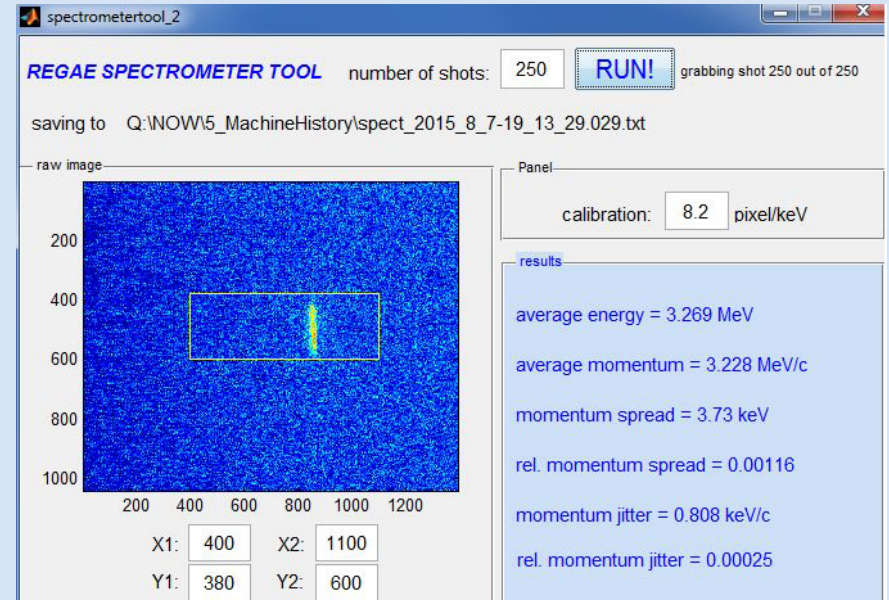 spectrometertool_2
REGAE SPECTROMETER TOOL number of shots: 250 RUN! grabbing shot 250 out of 250
saving to Q:\NOW\5_MachineHistory\spect_2015_8_7-19_13_29.029.txt
raw image
200
400
600
800
1000
200 400 600 800 1000 1200
X1: 400 X2: 1100
Y1: 380 Y2: 600
Panel
calibration: 8.2 pixel/keV
results
average energy = 3.269 MeV
average momentum = 3.228 MeV/c
momentum spread = 3.73 keV
rel. momentum spread = 0.00116
momentum jitter = 0.808 keV/c
rel. momentum jitter = 0.00025